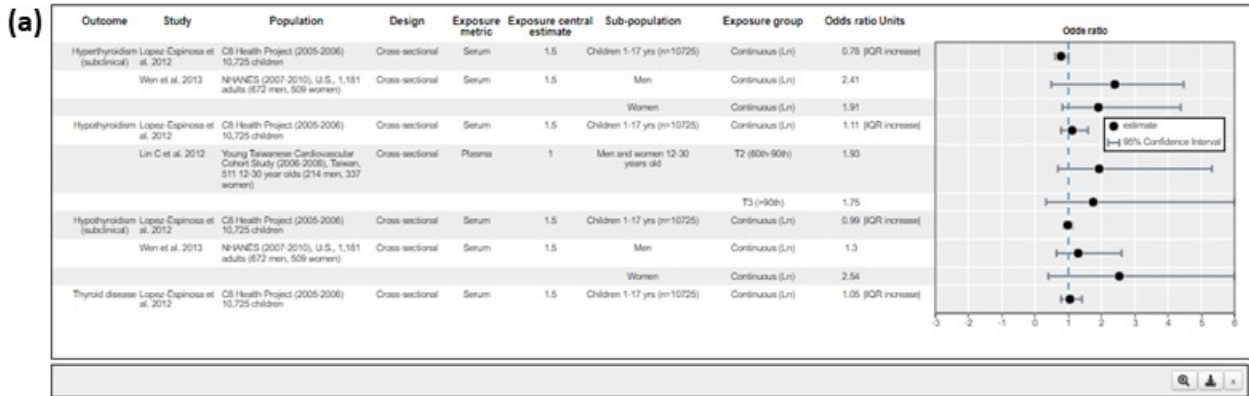 (a)
Outcome Study Population Design Exposure metric Exposure central estimate Sub-population Exposure group Odds ratio Units
Odds ratio
Hyperthyroidism (subclinical) Lopez-Espinosa et al. 2012 C8 Health Project (2005-2006) 10,725 children Cross-sectional Serum 1.5 Children 1-17 yrs (n=10725) Continuous (Ln) 0.78 [IQR increase]
Wen et al. 2013 NHANES (2007-2010), U.S., 1,181 adults (672 men, 509 women) Cross-sectional Serum 1.5 Men Continuous (Ln) 2.41
Women Continuous (Ln) 1.91
Hypothyroidism Lopez-Espinosa et al. 2012 C8 Health Project (2005-2006) 10,725 children Cross-sectional Serum 1.5 Children 1-17 yrs (n=10725) Continuous (Ln) 1.11 [IQR increase]
estimate
95% Confidence Interval
Lin C et al. 2012 Young Taiwanese Cardiovascular Cohort Study (2006-2008), Taiwan, 511 12-30 year olds (214 men, 337 women) Cross-sectional Plasma 1 Men and women 12-30 years old T2 (60th-90th) 1.93
T3 (>90th) 1.75
Hypothyroidism (subclinical) Lopez-Espinosa et al. 2012 C8 Health Project (2005-2006) 10,725 children Cross-sectional Serum 1.5 Children 1-17 yrs (n=10725) Continuous (Ln) 0.99 [IQR increase]
Wen et al. 2013 NHANES (2007-2010), U.S., 1,181 adults (672 men, 509 women) Cross-sectional Serum 1.5 Men Continuous (Ln) 1.3
Women Continuous (Ln) 2.54
Thyroid disease Lopez-Espinosa et al. 2012 C8 Health Project (2005-2006) 10,725 children Cross-sectional Serum 1.5 Children 1-17 yrs (n=10725) Continuous (Ln) 1.05 [IQR increase]
-3 -2 -1 0 1 2 3 4 5 6
x